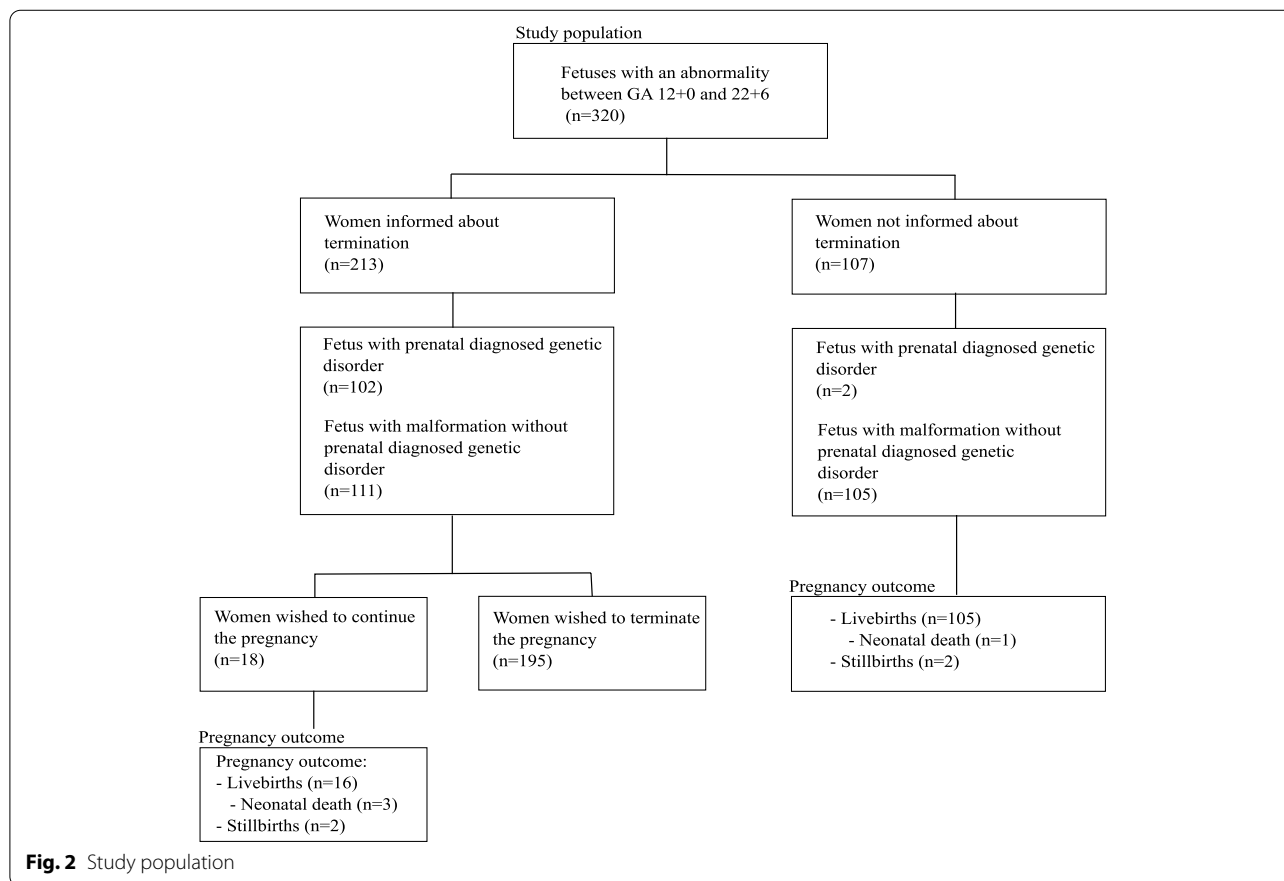 Study population
Fetuses with an abnormality
between GA 12+0 and 22+6
(n=320)
Women informed about
termination
(n=213)
Women not informed about
termination
(n=107)
Fetus with prenatal diagnosed genetic
disorder
(n=102)
Fetus with malformation without
prenatal diagnosed genetic
disorder
(n=111)
Fetus with prenatal diagnosed genetic
disorder
(n=2)
Fetus with malformation without
prenatal diagnosed genetic
disorder
(n=105)
Women wished to continue
the pregnancy
(n=18)
Women wished to terminate
the pregnancy
(n=195)
Pregnancy outcome
- Livebirths (n=105)
- Neonatal death (n=1)
- Stillbirths (n=2)
Pregnancy outcome
Pregnancy outcome:
- Livebirths (n=16)
- Neonatal death (n=3)
- Stillbirths (n=2)
Fig. 2 Study population